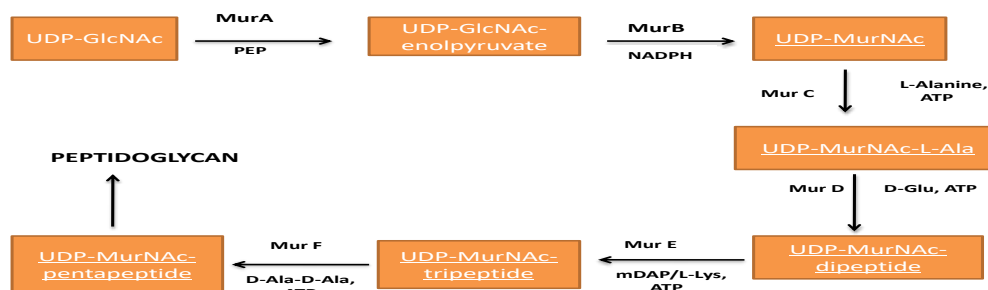 UDP-GlcNAc
MurA
PEP
UDP-GlcNAc-
enolpyruvate
MurB
NADPH
UDP-MurNAc
Mur C
L-Alanine,
ATP
UDP-MurNAc-L-Ala
Mur D
D-Glu, ATP
UDP-MurNAc-
dipeptide
Mur E
mDAP/L-Lys,
ATP
UDP-MurNAc-
tripeptide
Mur F
D-Ala-D-Ala,
UDP-MurNAc-
pentapeptide
PEPTIDOGLYCAN